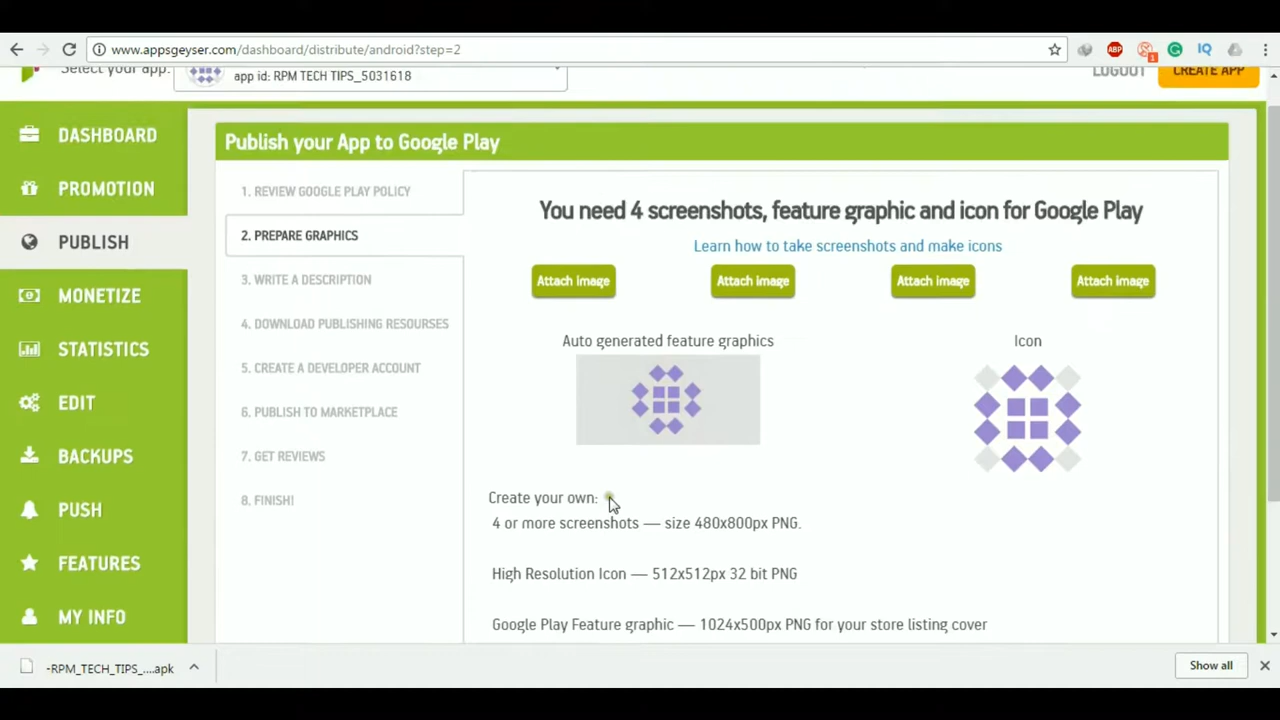 www.appsgeyser.com/dashboard/distribute/android?step=2
ABP
1
IQ
Select your app:
app id: RPM TECH TIPS_5031618
LOGOUT
CREATE APP
DASHBOARD
PROMOTION
PUBLISH
MONETIZE
STATISTICS
EDIT
BACKUPS
PUSH
FEATURES
MY INFO
Publish your App to Google Play
1. REVIEW GOOGLE PLAY POLICY
2. PREPARE GRAPHICS
3. WRITE A DESCRIPTION
4. DOWNLOAD PUBLISHING RESOURSES
5. CREATE A DEVELOPER ACCOUNT
6. PUBLISH TO MARKETPLACE
7. GET REVIEWS
8. FINISH!
You need 4 screenshots, feature graphic and icon for Google Play
Learn how to take screenshots and make icons
Attach image Attach image Attach image Attach image
Auto generated feature graphics
Icon
Create your own:
4 or more screenshots — size 480x800px PNG.
High Resolution Icon — 512x512px 32 bit PNG
Google Play Feature graphic — 1024x500px PNG for your store listing cover
-RPM_TECH_TIPS_....apk
Show all